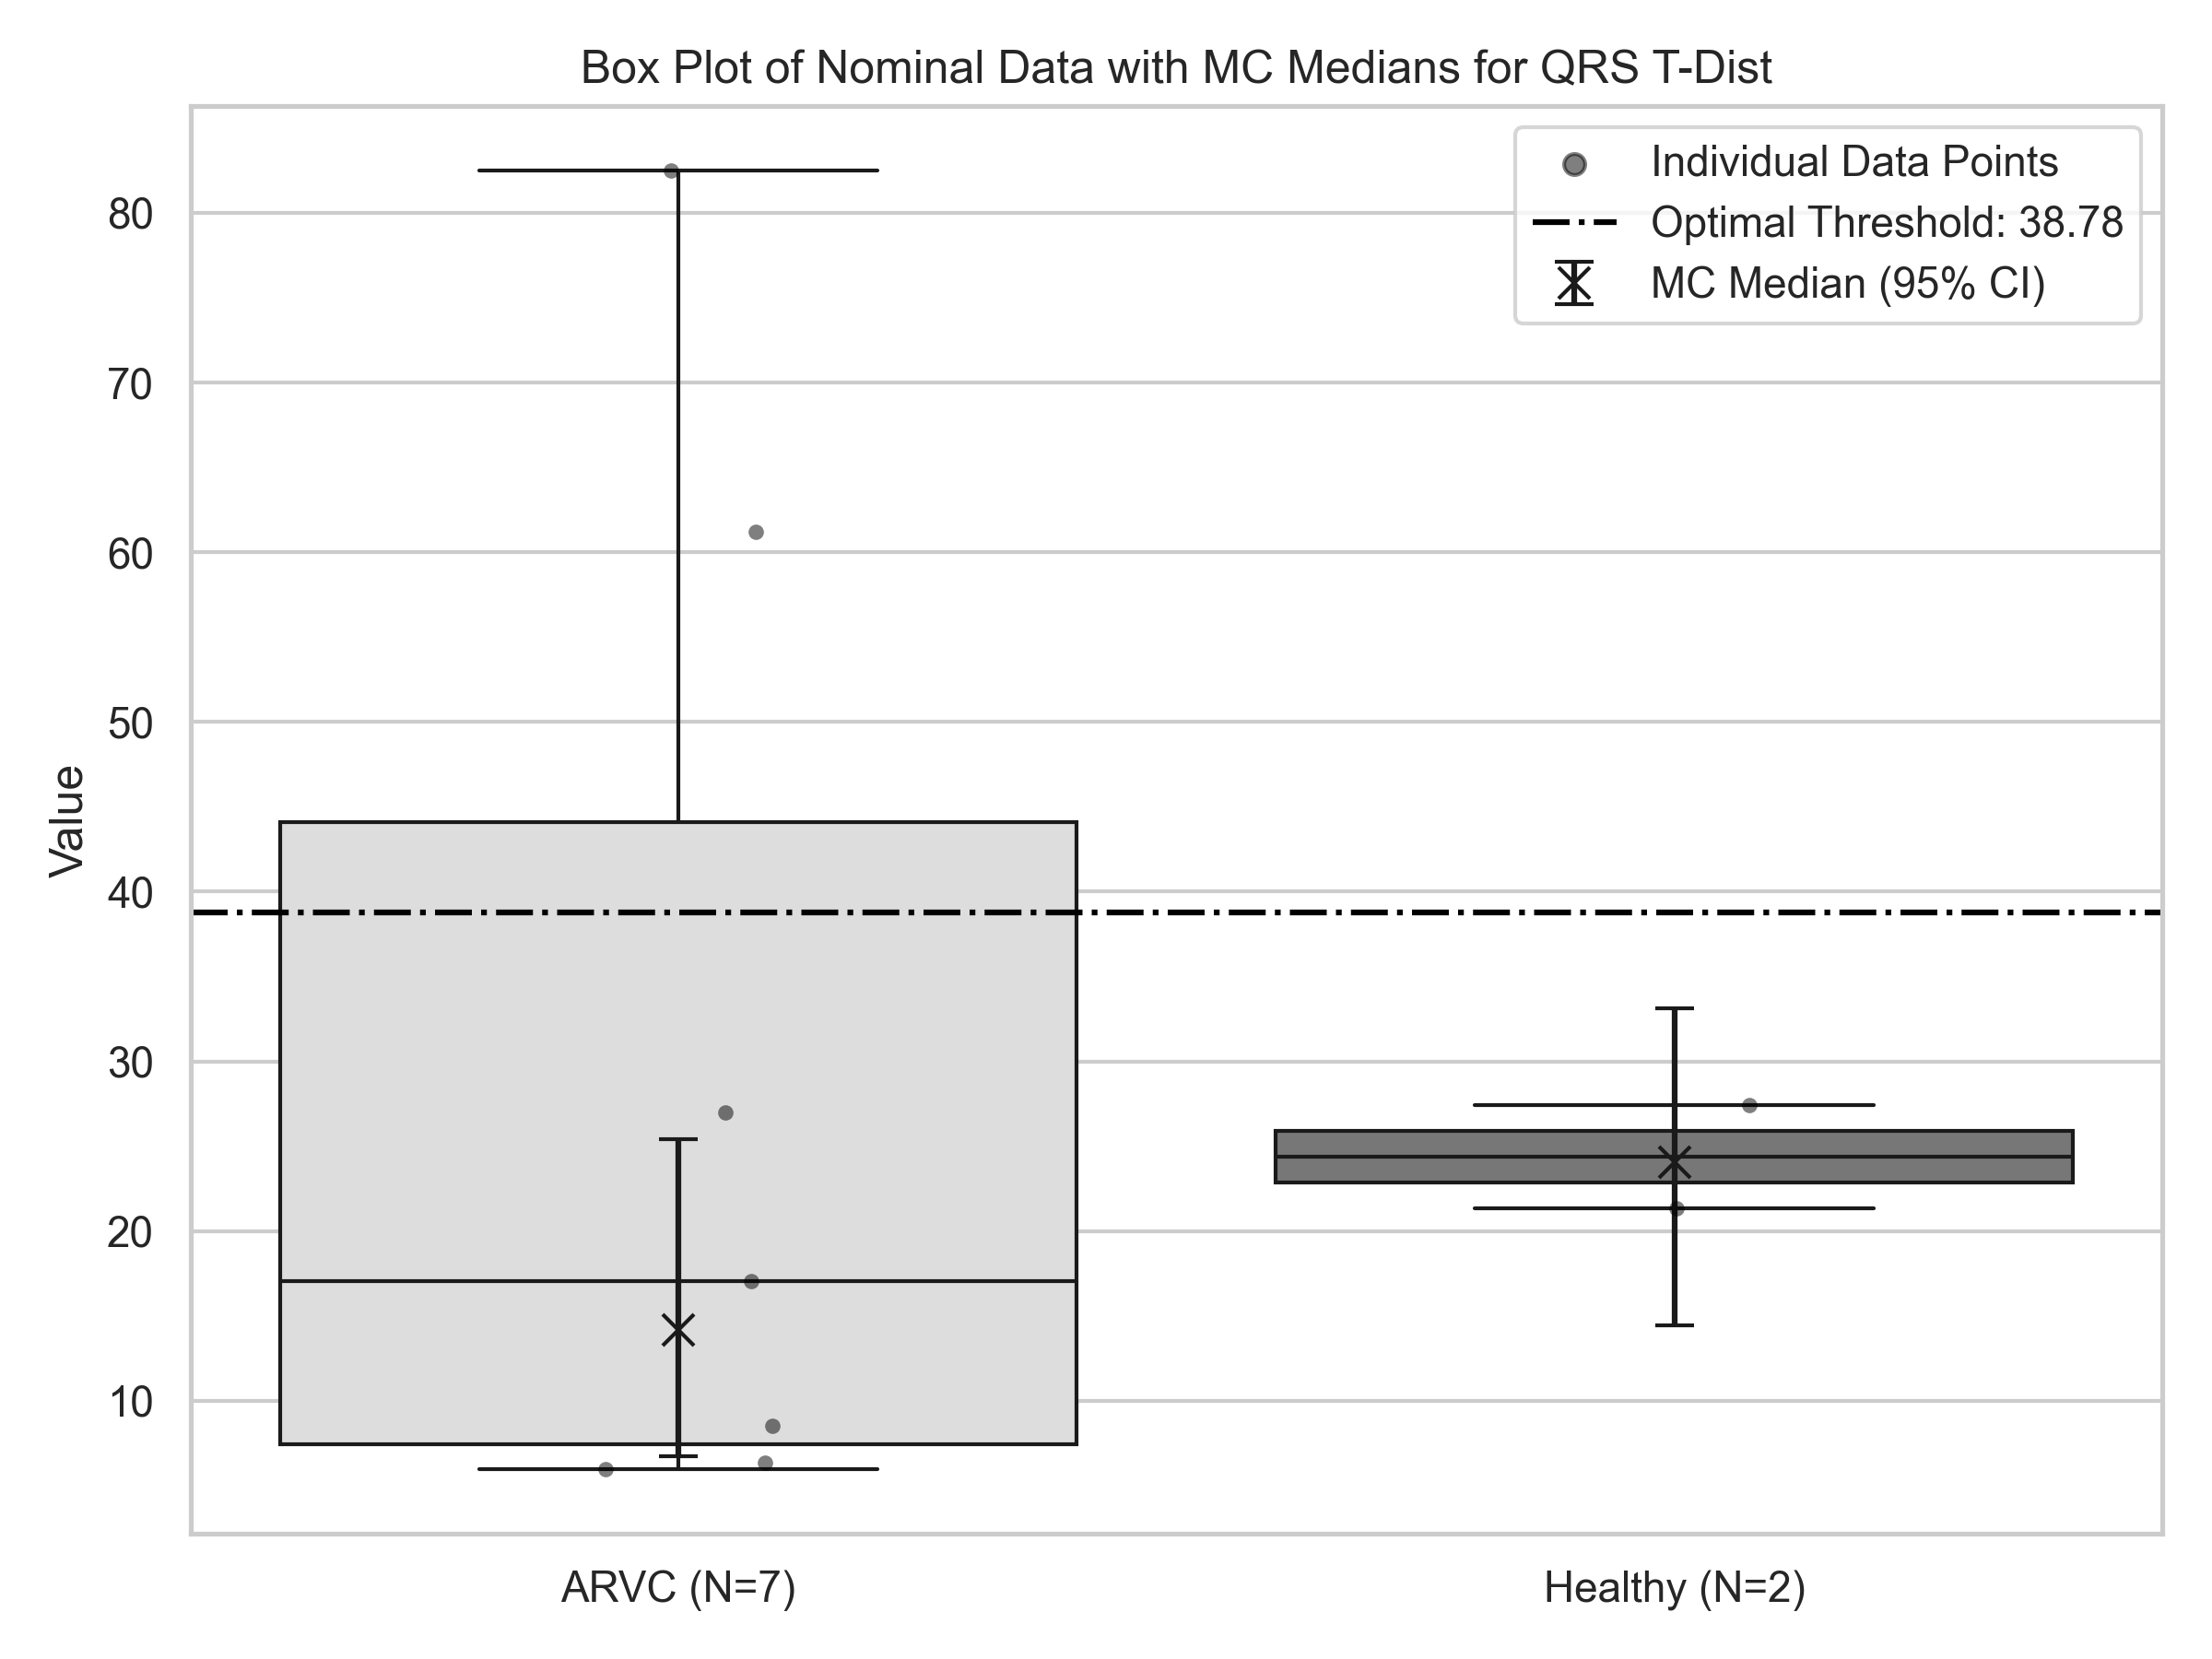 Box Plot of Nominal Data with MC Medians for QRS T-Dist
Individual Data Points
Optimal Threshold: 38.78
MC Median (95% CI)
80
70
60
50
40
30
20
10
Value
ARVC (N=7)
Healthy (N=2)